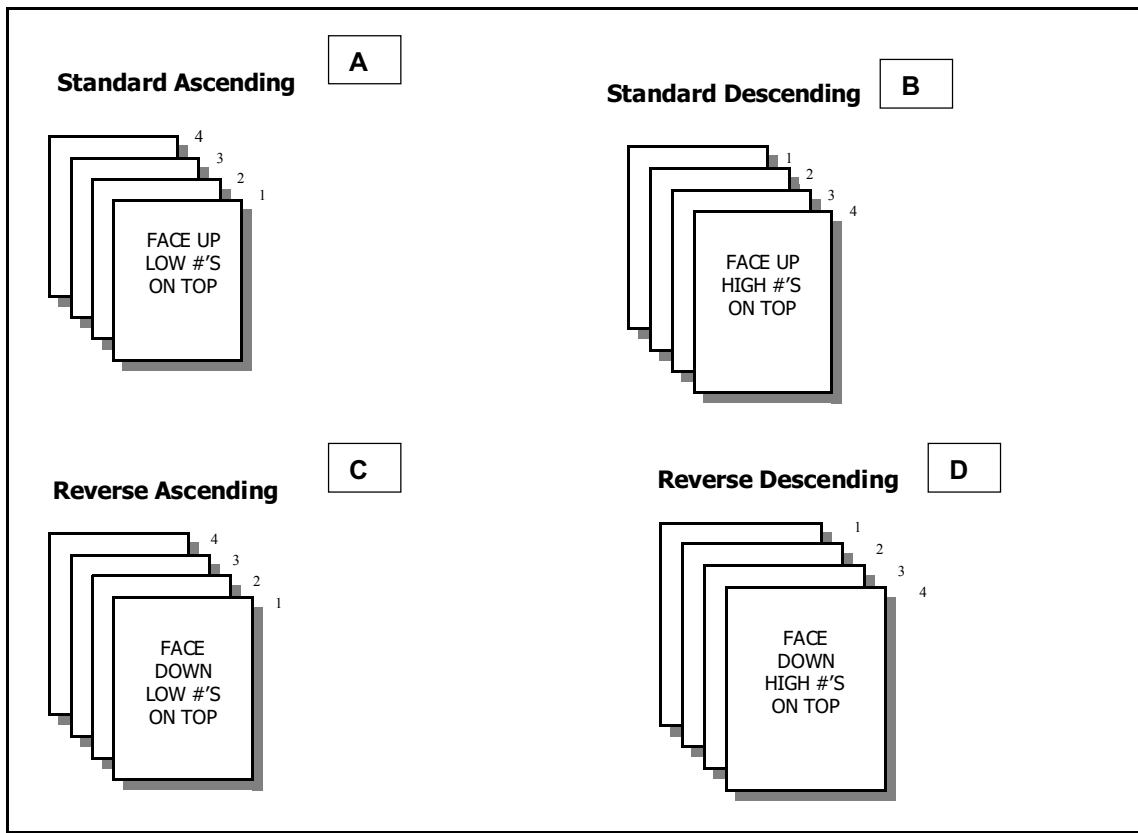 A
Standard Ascending
4
3
2
1
FACE UP
LOW #'S
ON TOP
B
Standard Descending
1
2
3
4
FACE UP
HIGH #'S
ON TOP
C
Reverse Ascending
4
3
2
1
FACE
DOWN
LOW #'S
ON TOP
D
Reverse Descending
1
2
3
4
FACE
DOWN
HIGH #'S
ON TOP